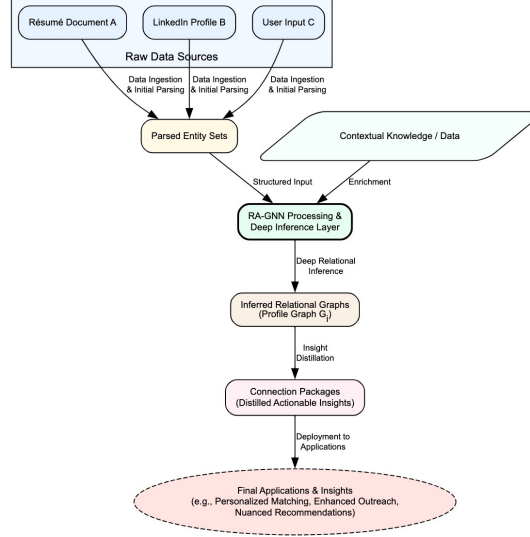 Résumé Document A
LinkedIn Profile B
User Input C
Raw Data Sources
Data Ingestion
& Initial Parsing
Data Ingestion
& Initial Parsing
Data Ingestion
& Initial Parsing
Parsed Entity Sets
Contextual Knowledge / Data
Structured Input
Enrichment
RA-GNN Processing &
Deep Inference Layer
Deep Relational
Inference
Inferred Relational Graphs
(Profile Graph Gi)
Insight
Distillation
Connection Packages
(Distilled Actionable Insights)
Deployment to
Applications
Final Applications & Insights
(e.g., Personalized Matching, Enhanced Outreach,
Nuanced Recommendations)